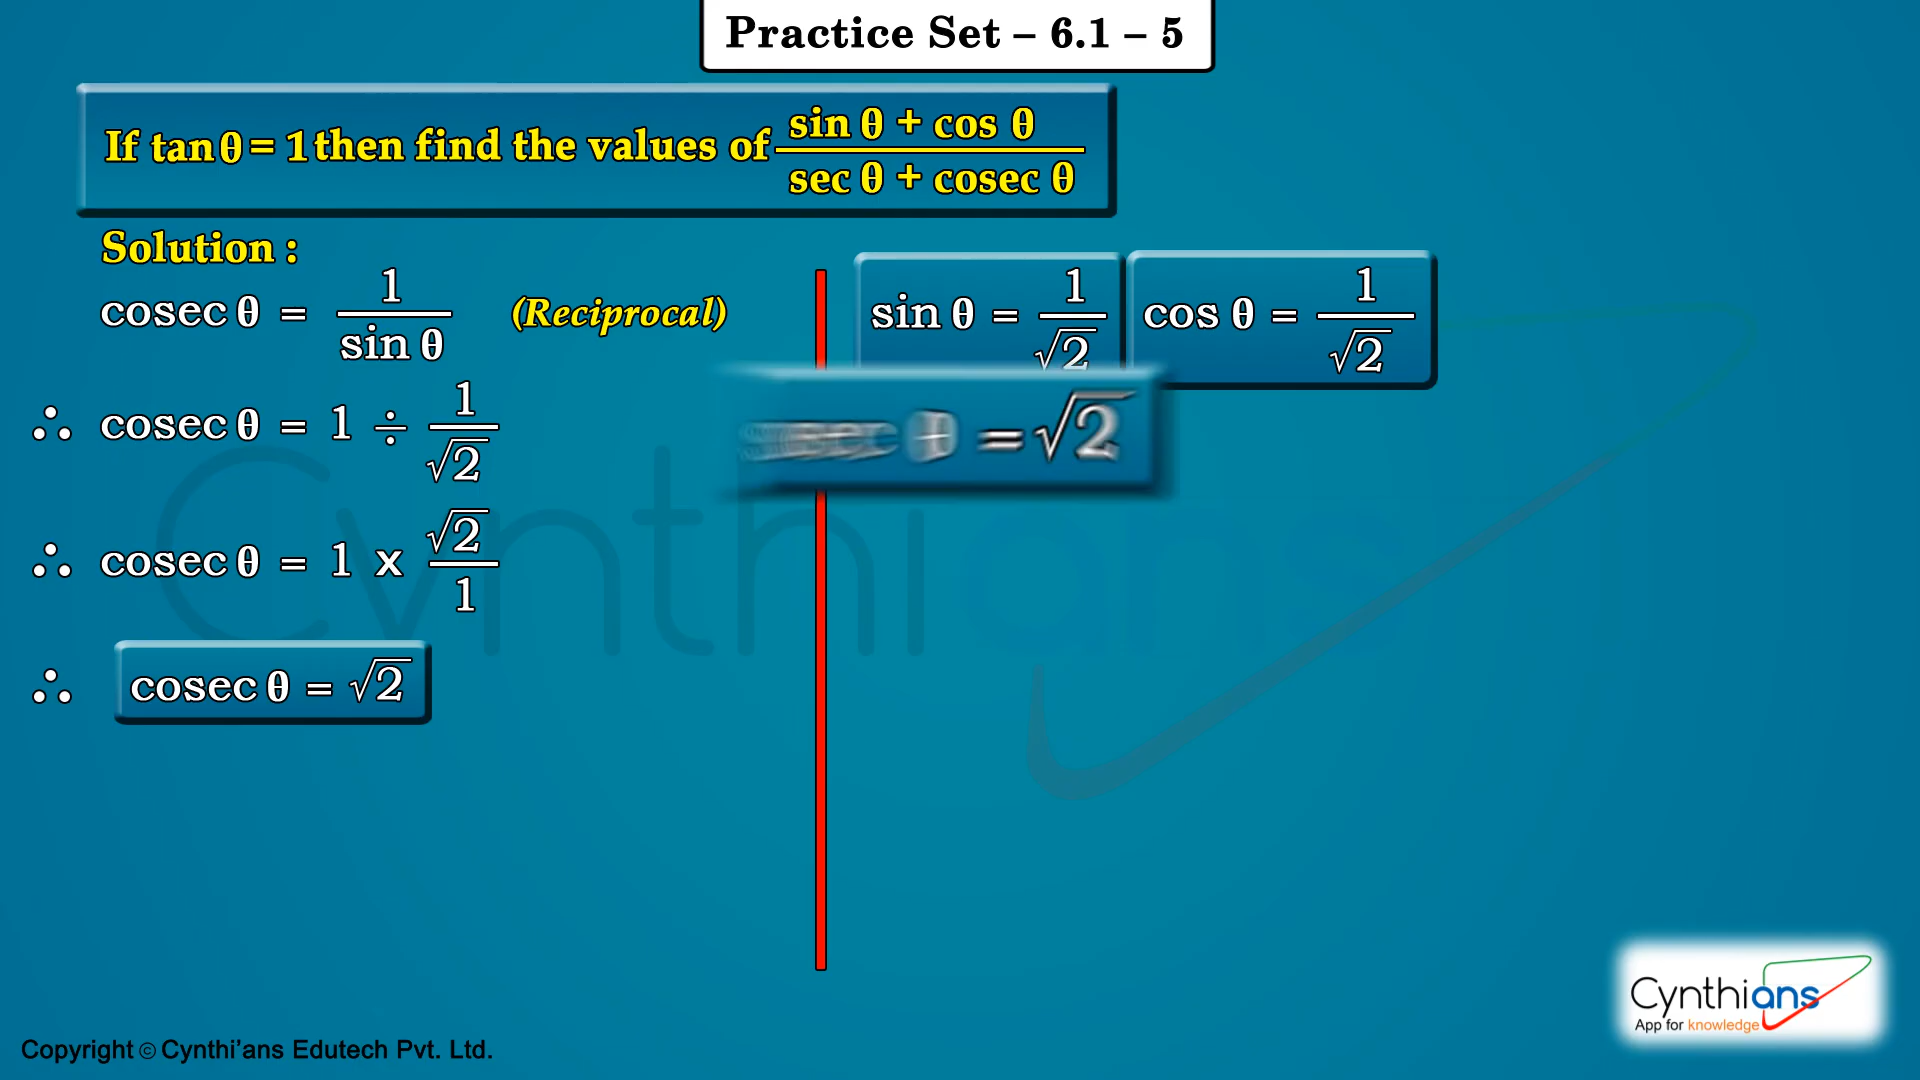 Practice Set – 6.1 – 5
If tan θ = 1 then find the values of sin θ + cos θ / sec θ + cosec θ
Solution :
cosec θ = 1 / sin θ (Reciprocal)
sin θ = 1 / √2
cos θ = 1 / √2
∴ cosec θ = 1 ÷ 1 / √2
= √2
∴ cosec θ = 1 x √2 / 1
∴ cosec θ = √2
Cynthians
Cynthians
App for knowledge
Copyright © Cynthi'ans Edutech Pvt. Ltd.